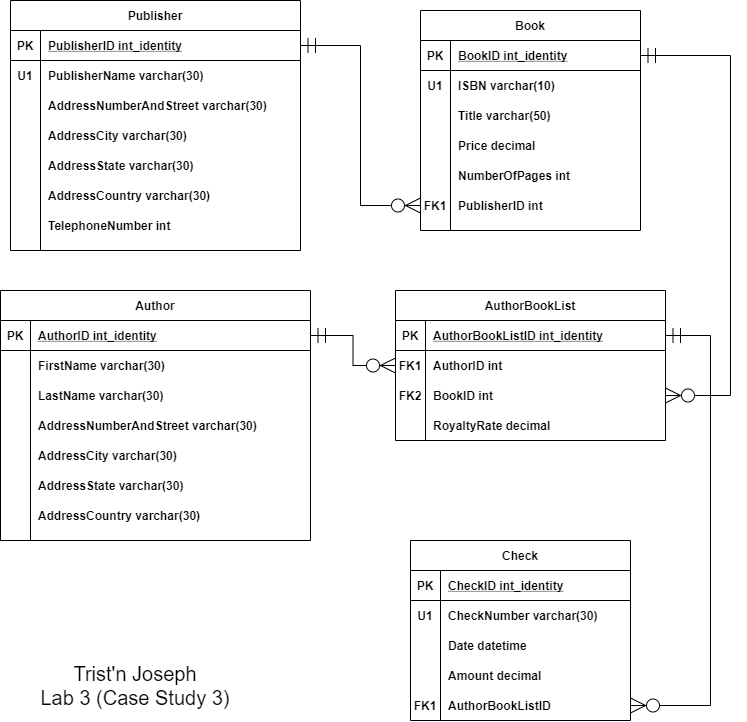 Publisher
PK PublisherID int_identity
U1 PublisherName varchar(30)
AddressNumberAndStreet varchar(30)
AddressCity varchar(30)
AddressState varchar(30)
AddressCountry varchar(30)
TelephoneNumber int
Book
PK BookID int_identity
U1 ISBN varchar(10)
Title varchar(50)
Price decimal
NumberOfPages int
FK1 PublisherID int
Author
PK AuthorID int_identity
FirstName varchar(30)
LastName varchar(30)
AddressNumberAndStreet varchar(30)
AddressCity varchar(30)
AddressState varchar(30)
AddressCountry varchar(30)
AuthorBookList
PK AuthorBookListID int_identity
FK1 AuthorID int
FK2 BookID int
RoyaltyRate decimal
Check
PK CheckID int_identity
U1 CheckNumber varchar(30)
Date datetime
Amount decimal
FK1 AuthorBookListID
Trist'n Joseph
Lab 3 (Case Study 3)